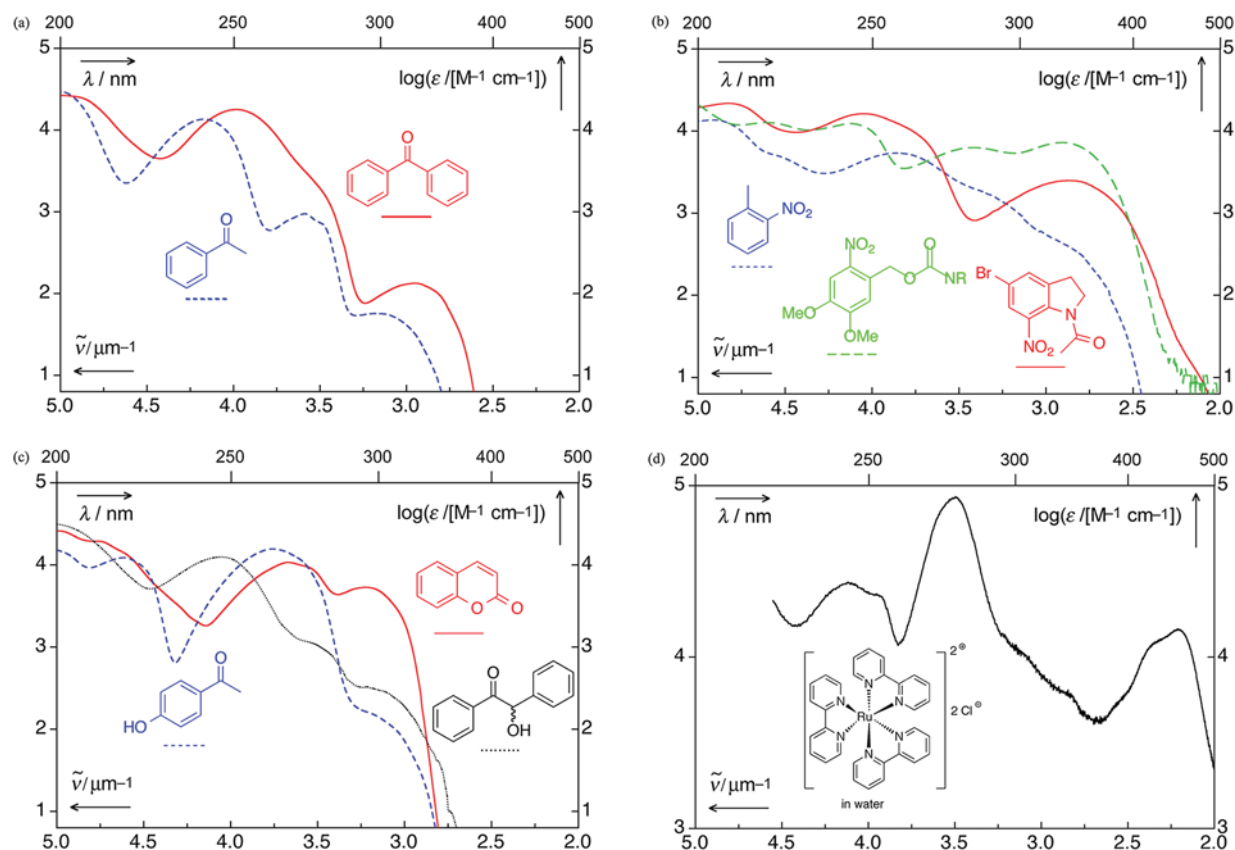 (a)
200 250 300 400 500
λ / nm
log(ε /[M–1 cm–1])
5 5
4 4
3 3
2 2
1 1
O
O
ṽ/μm–1
5.0 4.5 4.0 3.5 3.0 2.5 2.0
(b)
200 250 300 400 500
λ / nm
log(ε /[M–1 cm–1])
5 5
4 4
3 3
2 2
1 1
NO2
NO2 O
O NR
MeO
OMe
Br
N
NO2 O
ṽ/μm–1
5.0 4.5 4.0 3.5 3.0 2.5 2.0
(c)
200 250 300 400 500
λ / nm
log(ε /[M–1 cm–1])
5 5
4 4
3 3
2 2
1 1
O O
O
HO
O
OH
ṽ/μm–1
5.0 4.5 4.0 3.5 3.0 2.5 2.0
(d)
200 250 300 400 500
λ / nm
log(ε /[M–1 cm–1])
5 5
4 4
3 3
2⊕
N N
N N
Ru
N N
2 Cl⊕
in water
ṽ/μm–1
5.0 4.5 4.0 3.5 3.0 2.5 2.0